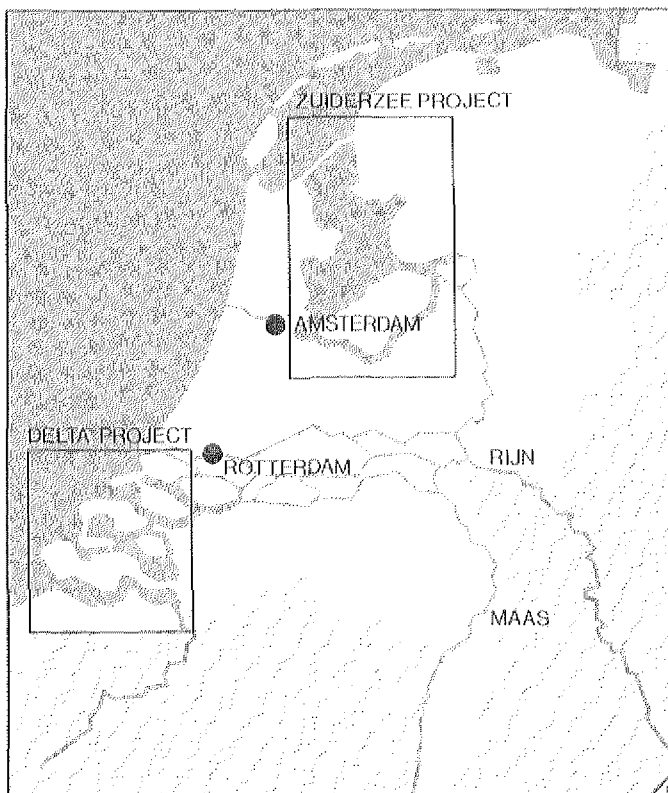 ZUIDERZEE PROJECT
AMSTERDAM
DELTA PROJECT
ROTTERDAM
RIJN
MAAS